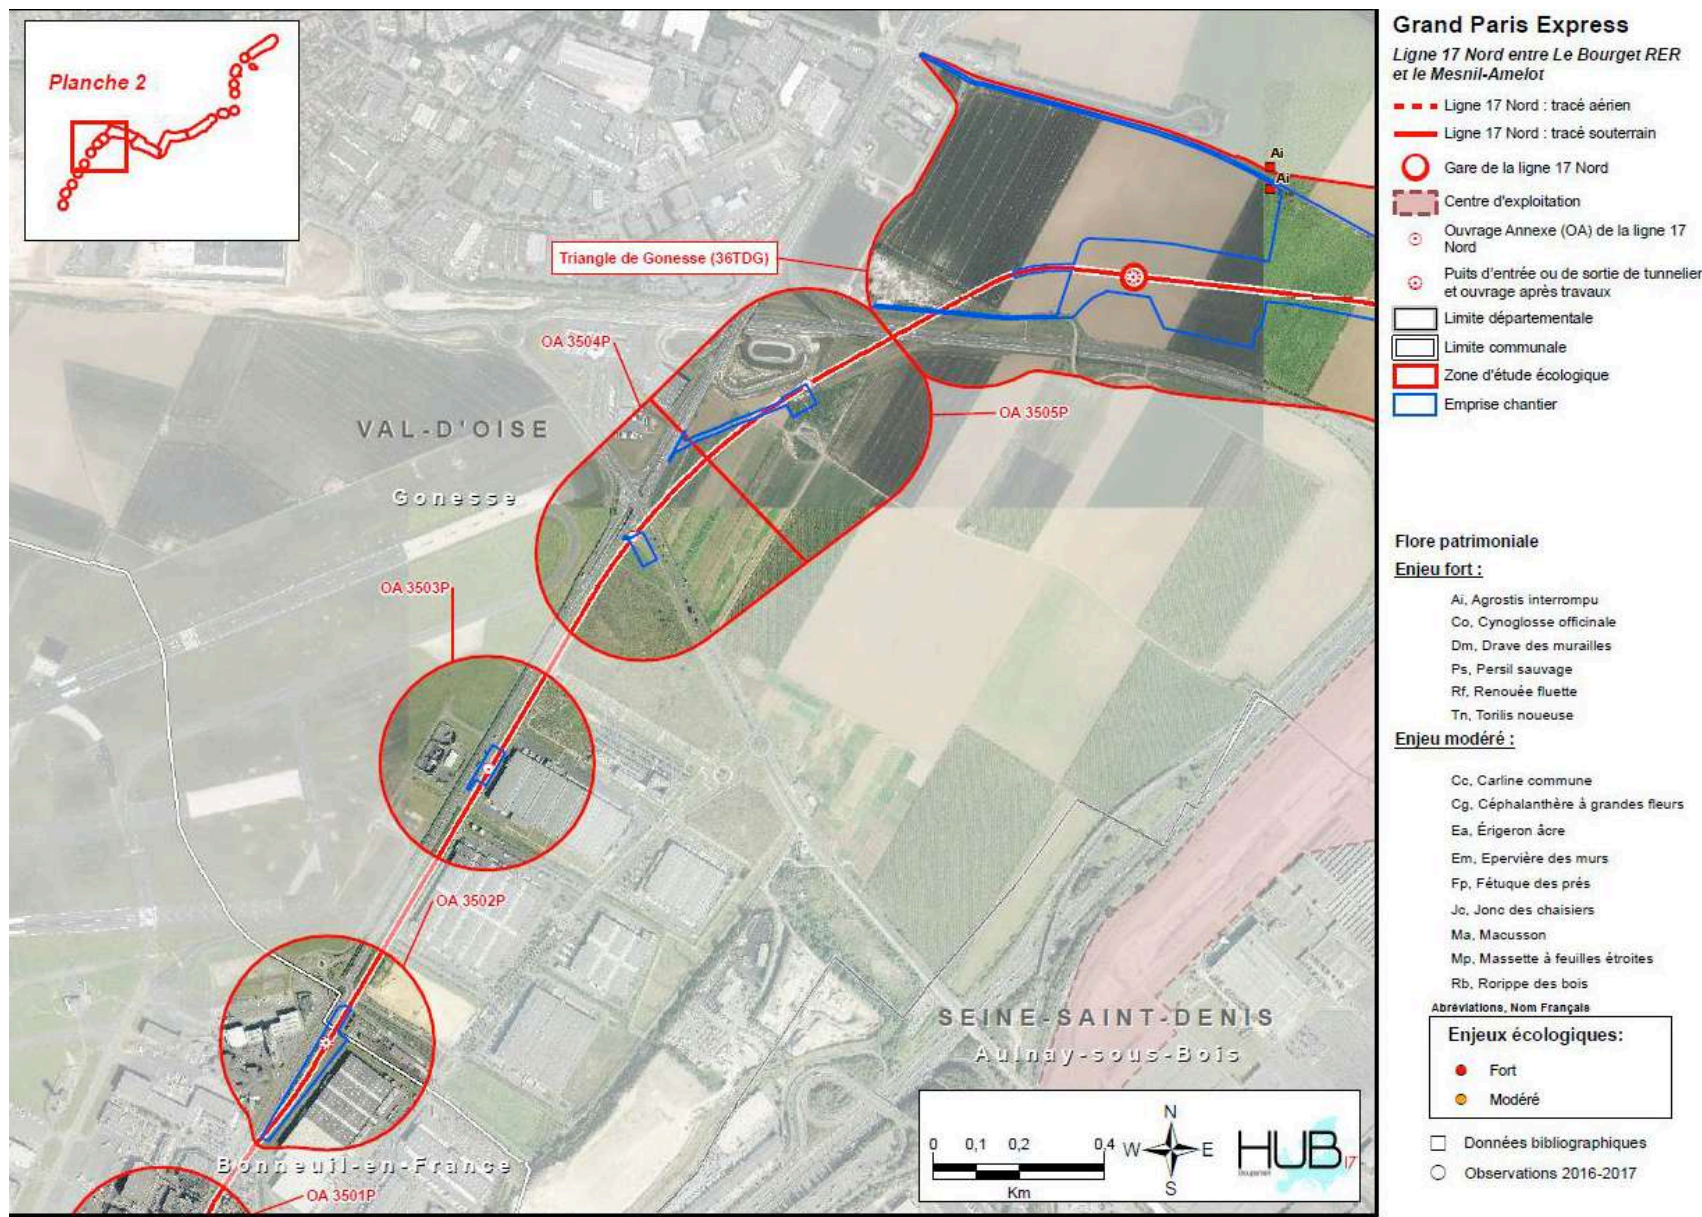 Planche 2
Triangle de Gonesse (36TDG)
Ai
Ai
OA 3504P
OA 3505P
VAL-D'OISE
Gonesse
OA 3503P
OA 3502P
SEINE-SAINT-DENIS
Aulnay-sous-Bois
Bonneuil-en-France
OA 3501P
0 0,1 0,2 0,4
Km
N
W E
S
HUB
17
Grand Paris Express
Ligne 17 Nord entre Le Bourget RER
et le Mesnil-Amelot
Ligne 17 Nord : tracé aérien
Ligne 17 Nord : tracé souterrain
Gare de la ligne 17 Nord
Centre d'exploitation
Ouvrage Annexe (OA) de la ligne 17
Nord
Puits d'entrée ou de sortie de tunnelier
et ouvrage après travaux
Limite départementale
Limite communale
Zone d'étude écologique
Emprise chantier
Flore patrimoniale
Enjeu fort :
Ai, Agrostis interrompu
Co, Cynoglosse officinale
Dm, Drave des murailles
Ps, Persil sauvage
Rf, Renouée fluette
Tn, Torilis noueuse
Enjeu modéré :
Cc, Carline commune
Cg, Céphalanthère à grandes fleurs
Ea, Érigeron âcre
Em, Epervière des murs
Fp, Fétuque des prés
Jc, Jonc des chaisiers
Ma, Macusson
Mp, Massette à feuilles étroites
Rb, Rorippe des bois
Abréviations, Nom Français
Enjeux écologiques:
Fort
Modéré
Données bibliographiques
Observations 2016-2017